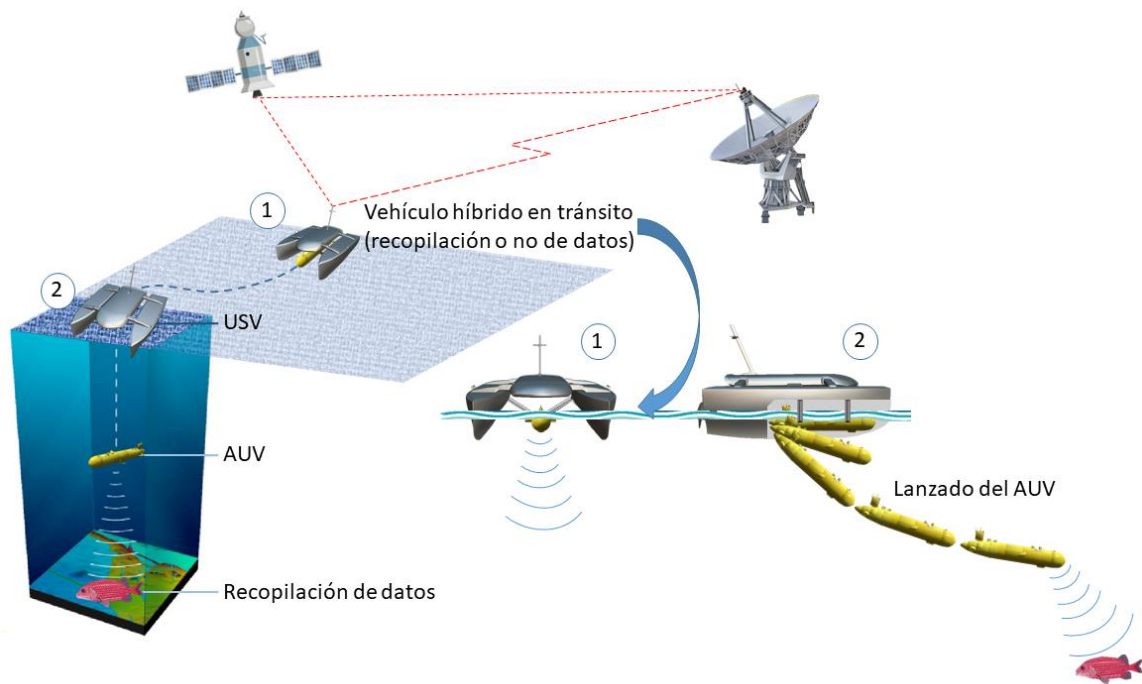 1
Vehículo híbrido en tránsito
(recopilación o no de datos)
2
USV
1
2
AUV
Lanzado del AUV
Recopilación de datos